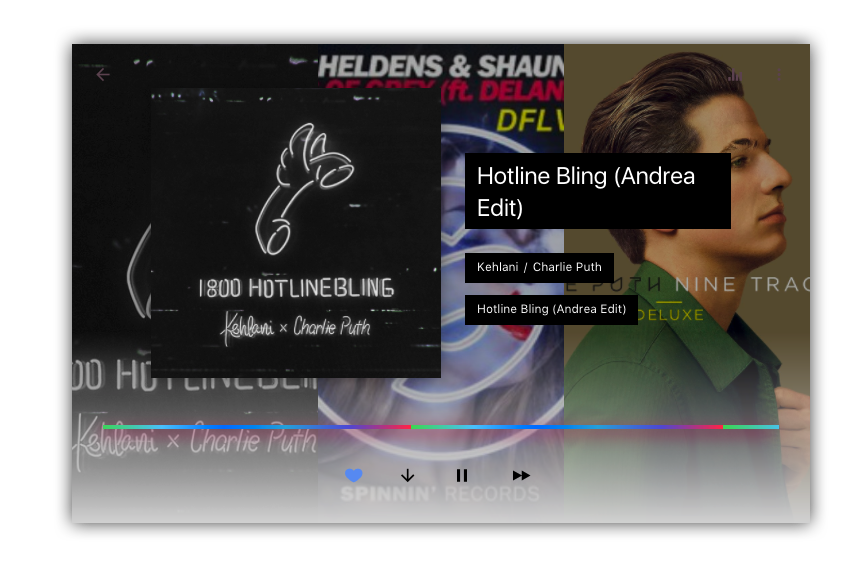 HELDENS & SHAUN
OF GREY (ft. DELAN
DFLV
1800 HOTLINEBLING
Kehlani × Charlie Puth
Hotline Bling (Andrea
Edit)
Kehlani / Charlie Puth
Hotline Bling (Andrea Edit)
E PUTH NINE TRAC
DELUXE
00 HOTLINEBLIN
Kehlani × Charlie Puth
SPINNIN' RECORDS